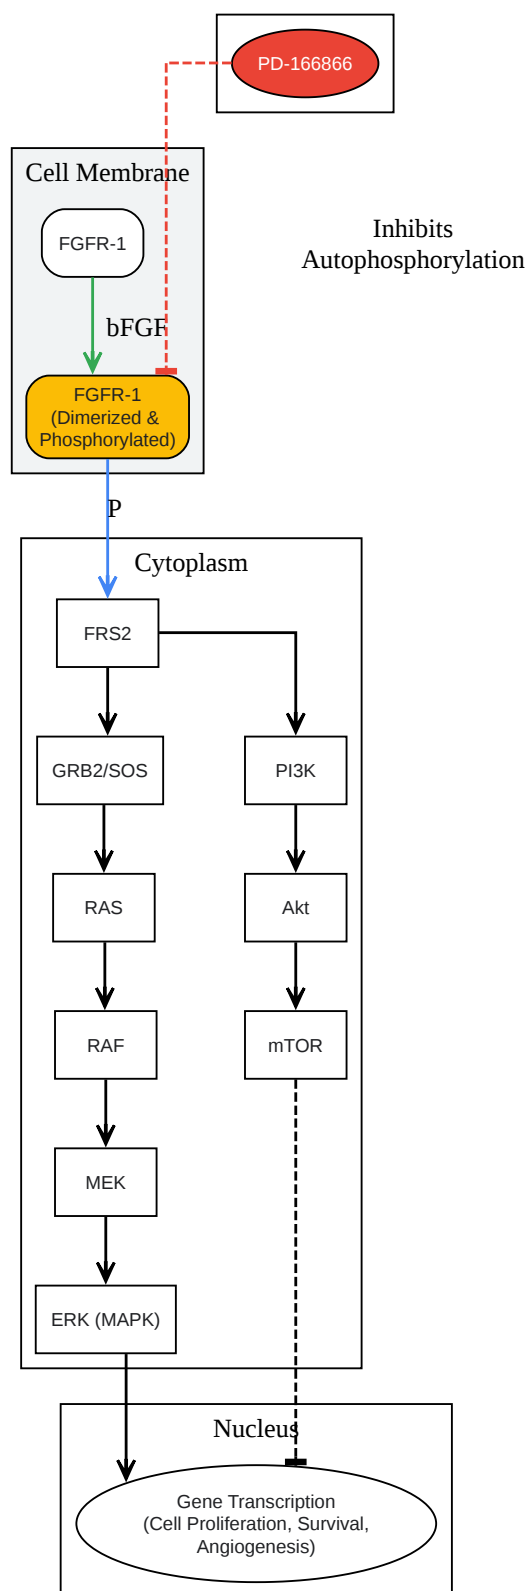 PD-166866
Cell Membrane
FGFR-1
Inhibits
Autophosphorylation
bFGF
FGFR-1
(Dimerized &
Phosphorylated)
P
Cytoplasm
FRS2
GRB2/SOS
PI3K
RAS
Akt
RAF
mTOR
MEK
ERK (MAPK)
Nucleus
Gene Transcription
(Cell Proliferation, Survival,
Angiogenesis)